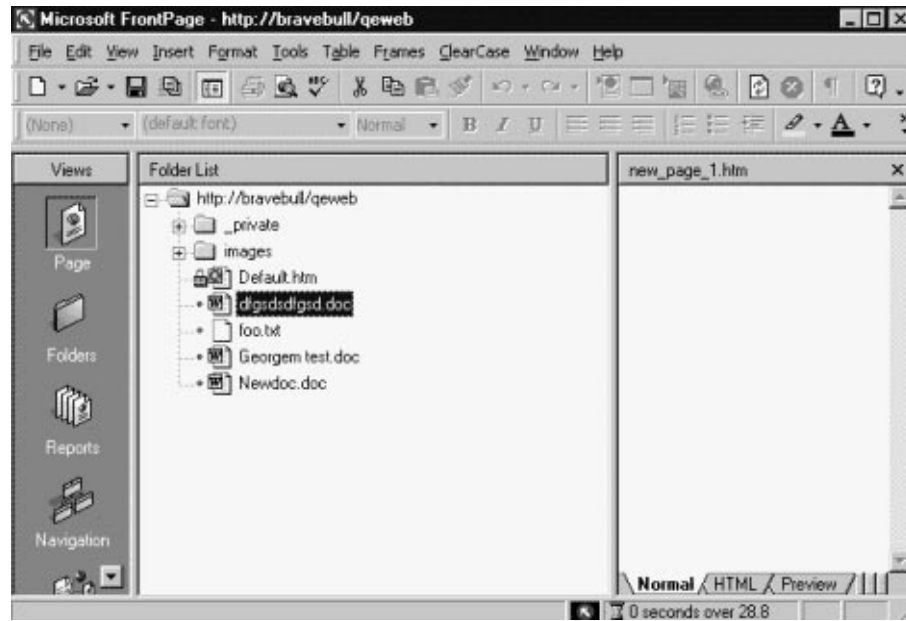 Microsoft FrontPage - http://bravebull/qeweb
File Edit View Insert Format Tools Table Frames ClearCase Window Help
(None) (default font) Normal B I U A
Views
Folder List
new_page_1.htm
http://bravebull/qeweb
_private
Page
images
Default.htm
dfgsdsdfgsd.doc
foo.txt
Folders
Georgem test.doc
Newdoc.doc
Reports
Navigation
Normal HTML Preview
0 seconds over 28.8